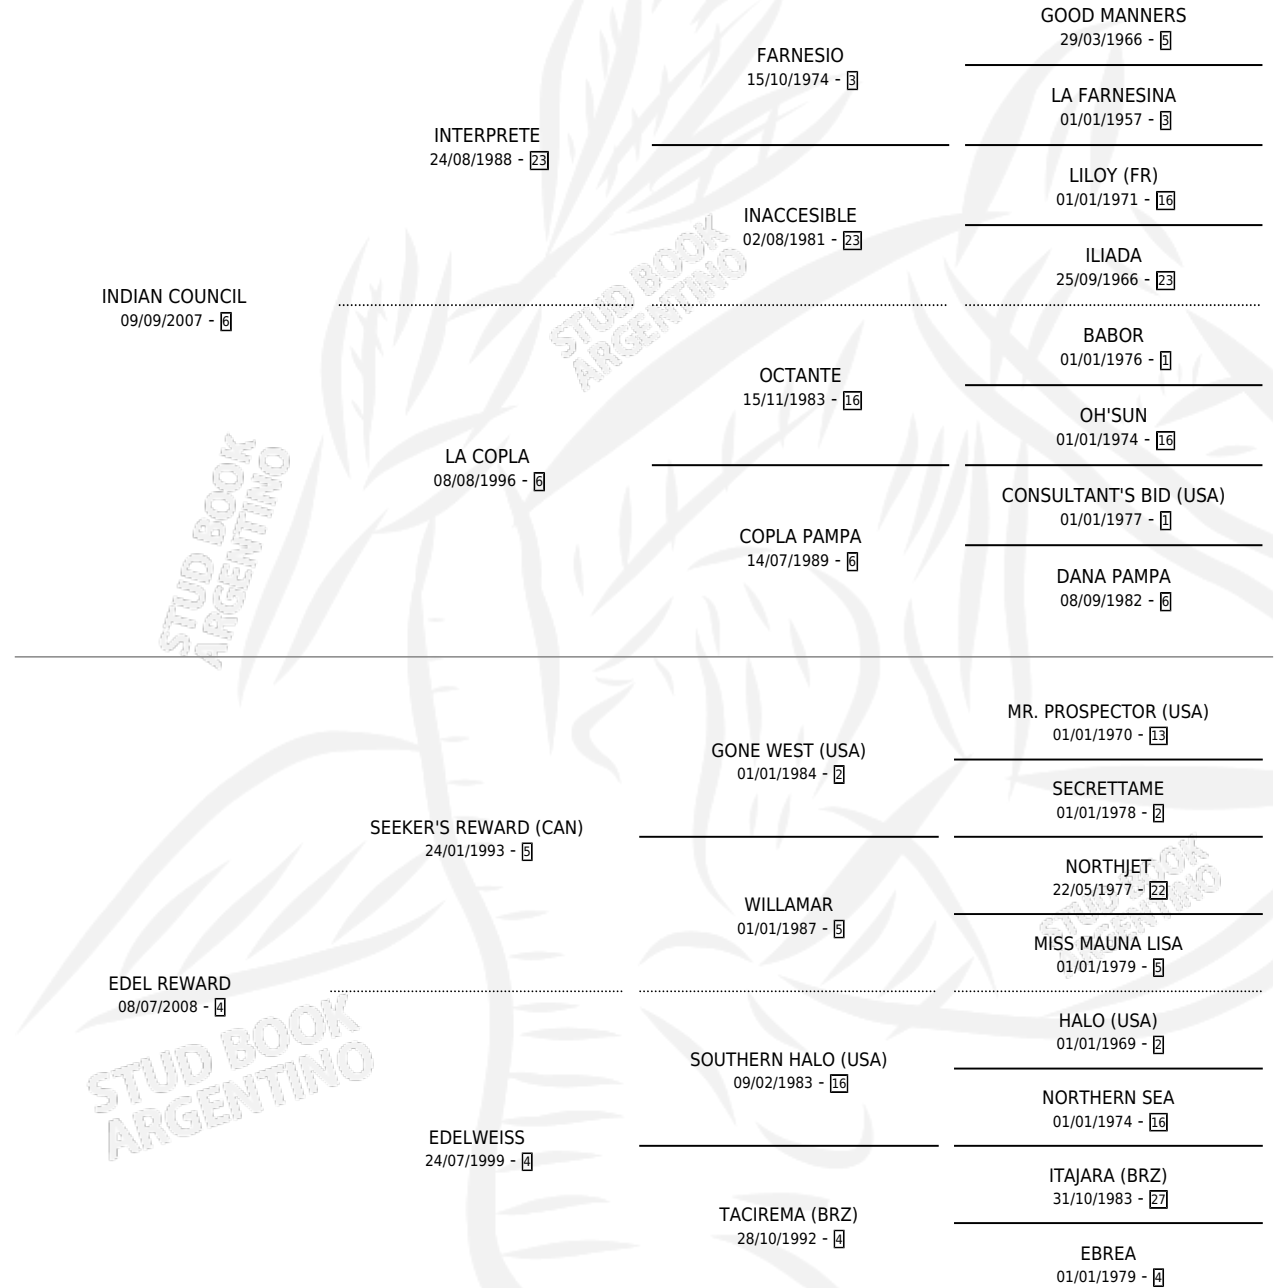 GOOD MANNERS
29/03/1966 - 5
FARNESIO
15/10/1974 - 3
LA FARNESINA
01/01/1957 - 3
INTERPRETE
24/08/1988 - 23
LILOY (FR)
01/01/1971 - 16
INACCESIBLE
02/08/1981 - 23
ILIADA
25/09/1966 - 23
INDIAN COUNCIL
09/09/2007 - 6
BABOR
01/01/1976 - 1
OCTANTE
15/11/1983 - 16
OH'SUN
01/01/1974 - 16
LA COPLA
08/08/1996 - 6
CONSULTANT'S BID (USA)
01/01/1977 - 1
COPLA PAMPA
14/07/1989 - 6
DANA PAMPA
08/09/1982 - 6
STUD BOOK
ARGENTINO
STUD BOOK
ARGENTINO
MR. PROSPECTOR (USA)
01/01/1970 - 13
GONE WEST (USA)
01/01/1984 - 2
SECRETTAME
01/01/1978 - 2
SEEKER'S REWARD (CAN)
24/01/1993 - 5
NORTHJET
22/05/1977 - 22
WILLAMAR
01/01/1987 - 5
MISS MAUNA LISA
01/01/1979 - 5
EDEL REWARD
08/07/2008 - 4
HALO (USA)
01/01/1969 - 2
SOUTHERN HALO (USA)
09/02/1983 - 16
NORTHERN SEA
01/01/1974 - 16
EDELWEISS
24/07/1999 - 4
ITAJARA (BRZ)
31/10/1983 - 27
TACIREMA (BRZ)
28/10/1992 - 4
EBREA
01/01/1979 - 4
STUD BOOK
ARGENTINO
STUD BOOK
ARGENTINO